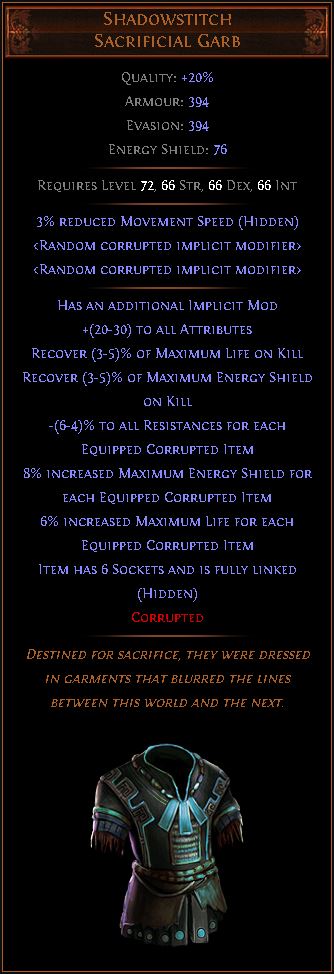 Shadowstitch
Sacrificial Garb
Quality: +20%
Armour: 394
Evasion: 394
Energy Shield: 76
Requires Level 72, 66 Str, 66 Dex, 66 Int
3% reduced Movement Speed (Hidden)
<Random corrupted implicit modifier>
<Random corrupted implicit modifier>
Has an additional Implicit Mod
+(20-30) to all Attributes
Recover (3-5)% of Maximum Life on Kill
Recover (3-5)% of Maximum Energy Shield
on Kill
-(6-4)% to all Resistances for each
Equipped Corrupted Item
8% increased Maximum Energy Shield for
each Equipped Corrupted Item
6% increased Maximum Life for each
Equipped Corrupted Item
Item has 6 Sockets and is fully linked
(Hidden)
Corrupted
Destined for sacrifice, they were dressed
in garments that blurred the lines
between this world and the next.